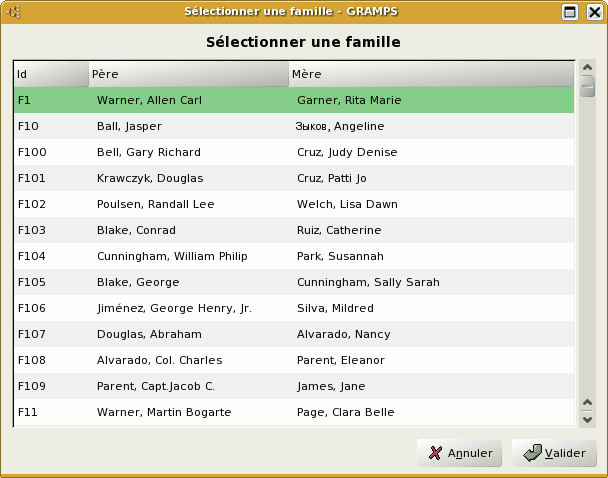 Sélectionner une famille - GRAMPS
Sélectionner une famille
Id Père Mère
F1 Warner, Allen Carl Garner, Rita Marie
F10 Ball, Jasper Зыков, Angeline
F100 Bell, Gary Richard Cruz, Judy Denise
F101 Krawczyk, Douglas Cruz, Patti Jo
F102 Poulsen, Randall Lee Welch, Lisa Dawn
F103 Blake, Conrad Ruiz, Catherine
F104 Cunningham, William Philip Park, Susannah
F105 Blake, George Cunningham, Sally Sarah
F106 Jiménez, George Henry, Jr. Silva, Mildred
F107 Douglas, Abraham Alvarado, Nancy
F108 Alvarado, Col. Charles Parent, Eleanor
F109 Parent, Capt.Jacob C. James, Jane
F11 Warner, Martin Bogarte Page, Clara Belle
Annuler Valider